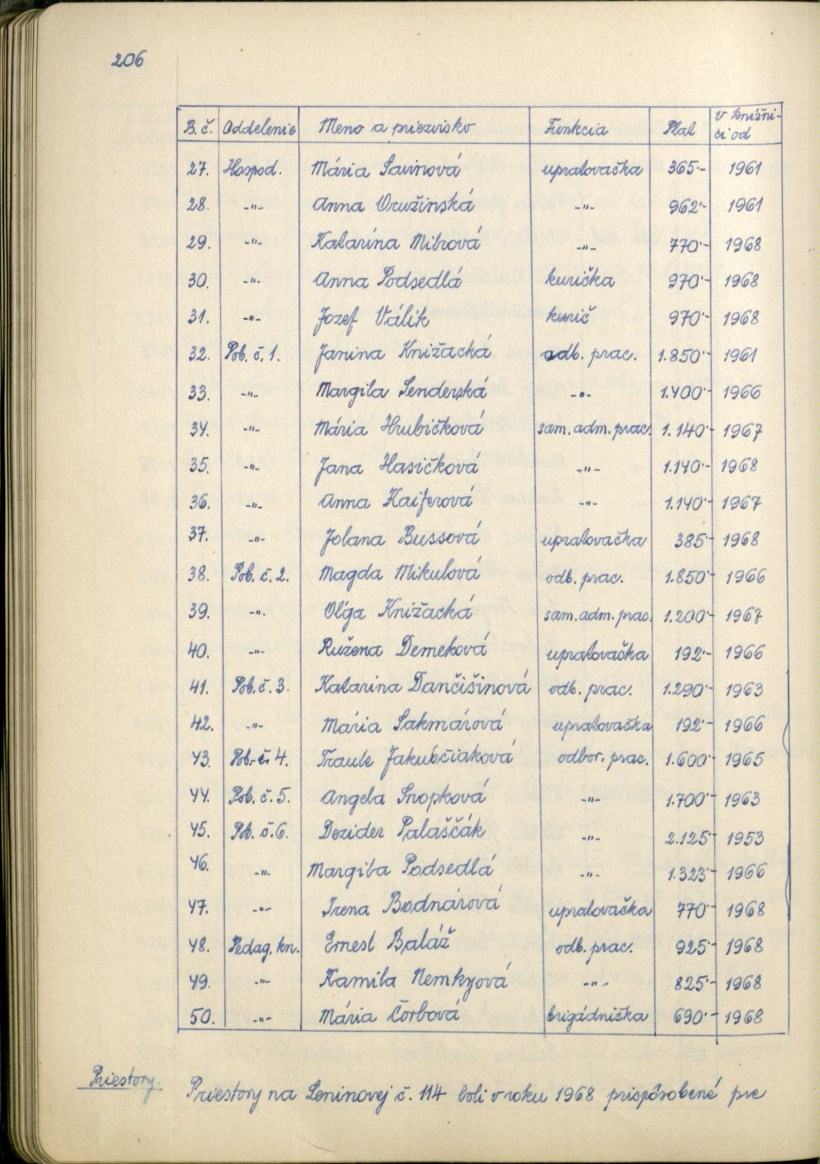 206
B.č. Oddelenie Meno a priezvisko Funkcia Plat v knižni-
ci od
27. Hospod. Mária Savinová upratovačka 365·- 1961
28. -"- Anna Oružinská -"- 962·- 1961
29. -"- Katarína Mitrová -"- 770·- 1968
30. -"- Anna Podsedlá kurička 970·- 1968
31. -"- Jozef Válik kurič 970·- 1968
32. Pob. č. 1. Janina Knižacká odb. prac. 1.850·- 1961
33. -"- Margita Senderská -"- 1.400·- 1966
34. -"- Mária Hrubičková sam. adm. prac. 1.140·- 1967
35. -"- Jana Hasičková -"- 1.140·- 1968
36. -"- Anna Kaiferová -"- 1.140·- 1967
37. -"- Jolana Bussová upratovačka 385·- 1968
38. Pob. č. 2. Magda Mikulová odb. prac. 1.850·- 1966
39. -"- Oľga Knižacká sam. adm. prac. 1.200·- 1967
40. -"- Ružena Demeková upratovačka 192·- 1966
41. Pob. č. 3. Katarína Dančišinová odb. prac. 1.290·- 1963
42. -"- Mária Sakmárová upratovačka 192·- 1966
43. Pob. č. 4. Traute Jakubčiaková odbor. prac. 1.600·- 1965
44. Pob. č. 5. Angela Snopková -"- 1.700·- 1963
45. Pob. č. 6. Dezider Palaščák -"- 2.125·- 1953
46. -"- Margita Podsedlá -"- 1.323·- 1966
47. -"- Irena Bodnárová upratovačka 770·- 1968
48. Pedag. kn. Ernest Baláž odb. prac. 925·- 1968
49. -"- Kamila Nemkyová -"- 825·- 1968
50. -"- Mária Čorbová brigádnička 690·- 1968
Priestory.
Priestory na Leninovej č. 114 boli v roku 1968 prispôsobené pre